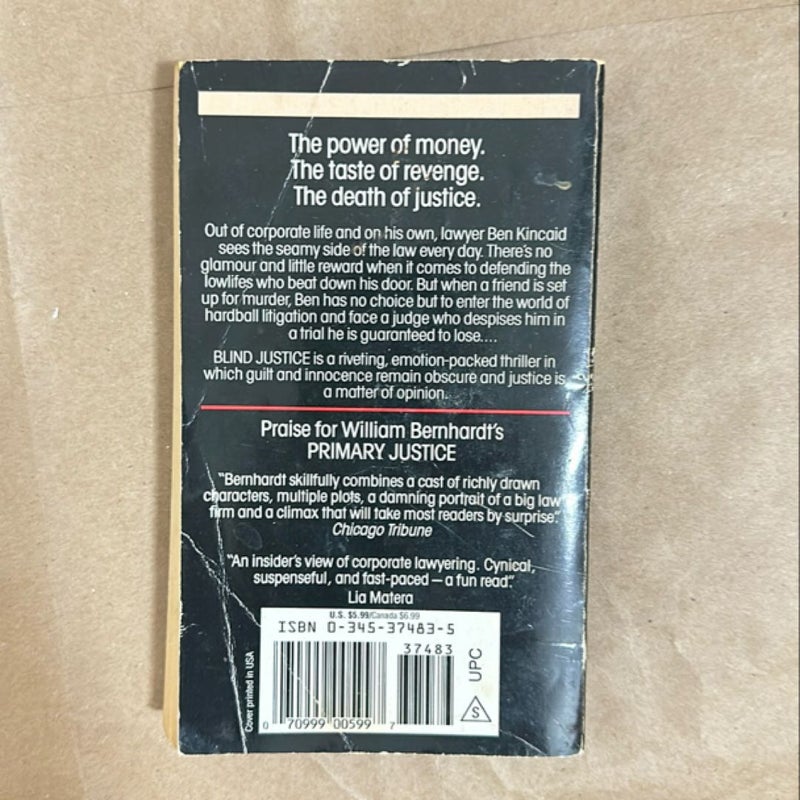 The power of money.
The taste of revenge.
The death of justice.
Out of corporate life and on his own, lawyer Ben Kincaid
sees the seamy side of the law every day. There's no
glamour and little reward when it comes to defending the
lowlifes who beat down his door. But when a friend is set
up for murder, Ben has no choice but to enter the world of
hardball litigation and face a judge who despises him in
a trial he is guaranteed to lose....
BLIND JUSTICE is a riveting, emotion-packed thriller in
which guilt and innocence remain obscure and justice is
a matter of opinion.
Praise for William Bernhardt's
PRIMARY JUSTICE
"Bernhardt skillfully combines a cast of richly drawn
characters, multiple plots, a damning portrait of a big law
firm and a climax that will take most readers by surprise."
Chicago Tribune
"An insider's view of corporate lawyering. Cynical,
suspenseful, and fast-paced — a fun read."
Lia Matera
U.S. $5.99/Canada $6.99
ISBN 0-345-37483-5
37483
UPC
S
0 70999 00599 7
Cover printed in USA